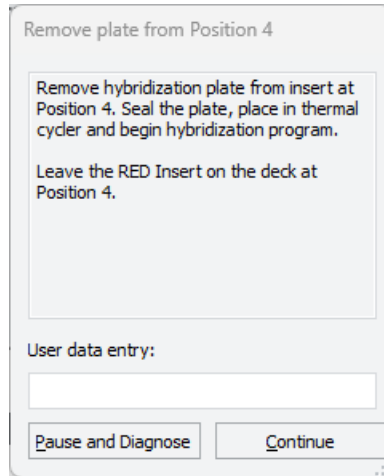 Remove plate from Position 4
Remove hybridization plate from insert at
Position 4. Seal the plate, place in thermal
cycler and begin hybridization program.
Leave the RED Insert on the deck at
Position 4.
User data entry:
Pause and Diagnose
Continue